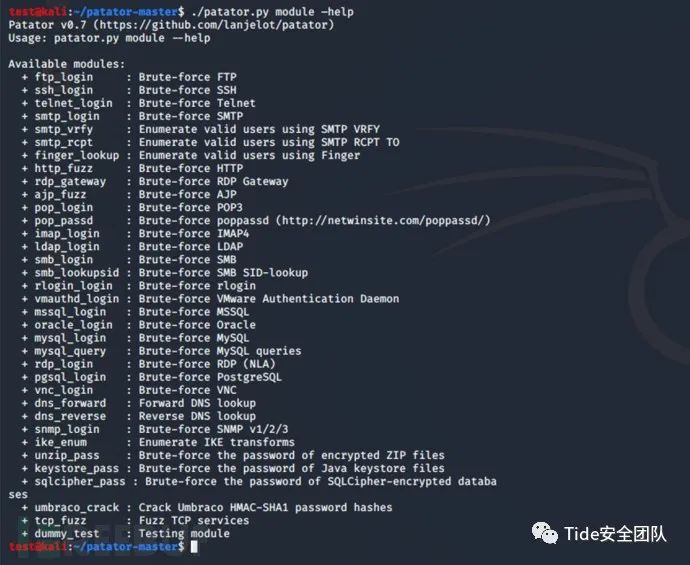 test@kali:~/patator-master$ ./patator.py module —help
Patator v0.7 (https://github.com/lanjelot/patator)
Usage: patator.py module --help
Available modules:
+ ftp_login : Brute-force FTP
+ ssh_login : Brute-force SSH
+ telnet_login : Brute-force Telnet
+ smtp_login : Brute-force SMTP
+ smtp_vrfy : Enumerate valid users using SMTP VRFY
+ smtp_rcpt : Enumerate valid users using SMTP RCPT TO
+ finger_lookup : Enumerate valid users using Finger
+ http_fuzz : Brute-force HTTP
+ rdp_gateway : Brute-force RDP Gateway
+ ajp_fuzz : Brute-force AJP
+ pop_login : Brute-force POP3
+ pop_passd : Brute-force poppassd (http://netwinsite.com/poppassd/)
+ imap_login : Brute-force IMAP4
+ ldap_login : Brute-force LDAP
+ smb_login : Brute-force SMB
+ smb_lookupsid : Brute-force SMB SID-lookup
+ rlogin_login : Brute-force rlogin
+ vmauthd_login : Brute-force VMware Authentication Daemon
+ mssql_login : Brute-force MSSQL
+ oracle_login : Brute-force Oracle
+ mysql_login : Brute-force MySQL
+ mysql_query : Brute-force MySQL queries
+ rdp_login : Brute-force RDP (NLA)
+ pgsql_login : Brute-force PostgreSQL
+ vnc_login : Brute-force VNC
+ dns_forward : Forward DNS lookup
+ dns_reverse : Reverse DNS lookup
+ snmp_login : Brute-force SNMP v1/2/3
+ ike_enum : Enumerate IKE transforms
+ unzip_pass : Brute-force the password of encrypted ZIP files
+ keystore_pass : Brute-force the password of Java keystore files
+ sqlcipher_pass : Brute-force the password of SQLCipher-encrypted databa
ses
+ umbraco_crack : Crack Umbraco HMAC-SHA1 password hashes
+ tcp_fuzz : Fuzz TCP services
+ dummy_test : Testing module
test@kali:~/patator-master$
Tide安全团队